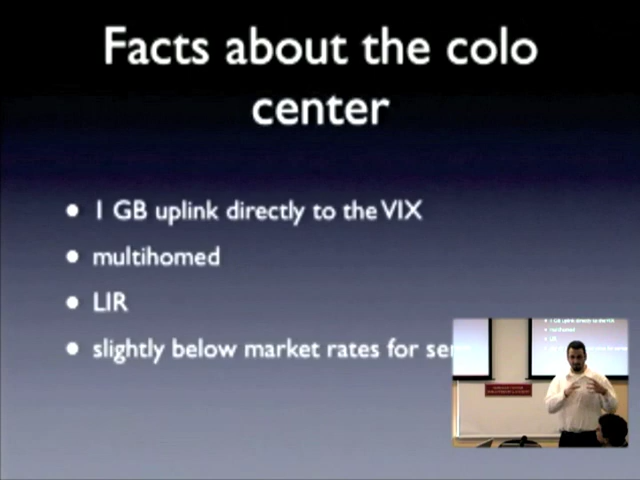 Facts about the colo
center
• 1 GB uplink directly to the VIX
• multihomed
• LIR
• slightly below market rates for